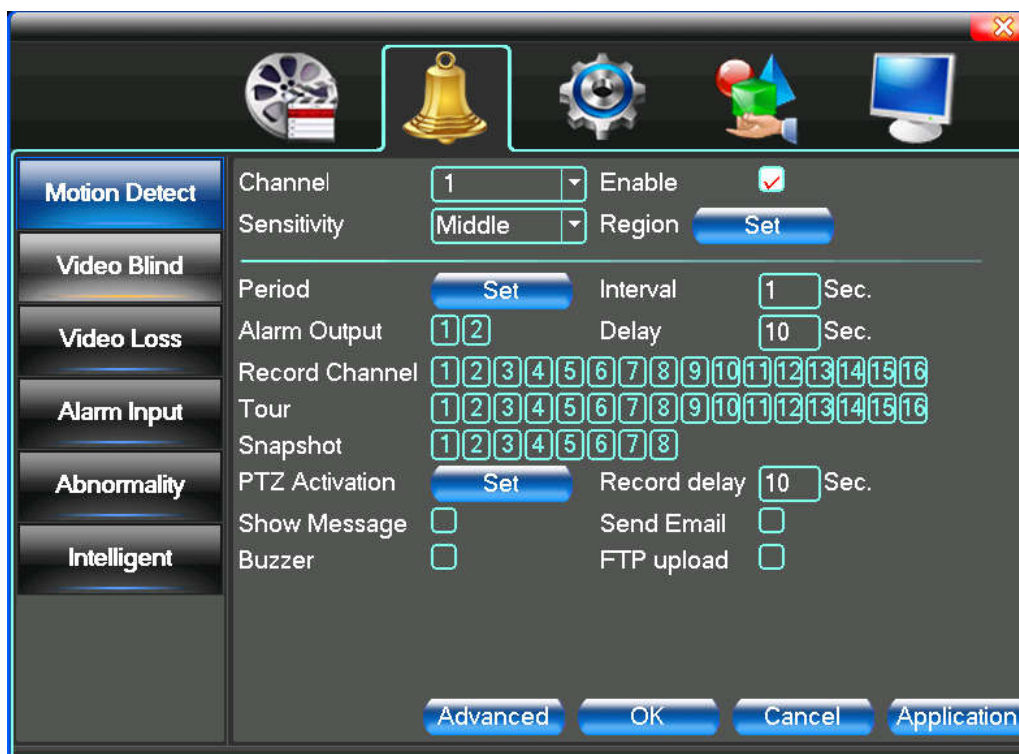 Motion Detect
Video Blind
Video Loss
Alarm Input
Abnormality
Intelligent
Channel 1 Enable
Sensitivity Middle Region Set
Period Set Interval 1 Sec.
Alarm Output 1 2 Delay 10 Sec.
Record Channel 1 2 3 4 5 6 7 8 9 10 11 12 13 14 15 16
Tour 1 2 3 4 5 6 7 8 9 10 11 12 13 14 15 16
Snapshot 1 2 3 4 5 6 7 8
PTZ Activation Set Record delay 10 Sec.
Show Message Send Email
Buzzer FTP upload
Advanced OK Cancel Application